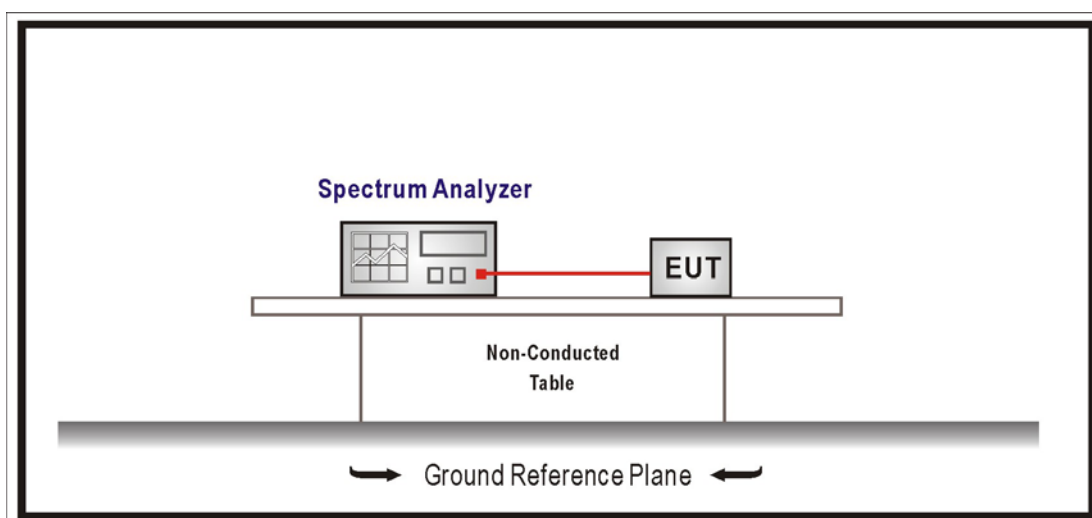 Spectrum Analyzer
EUT
Non-Conducted
Table
Ground Reference Plane